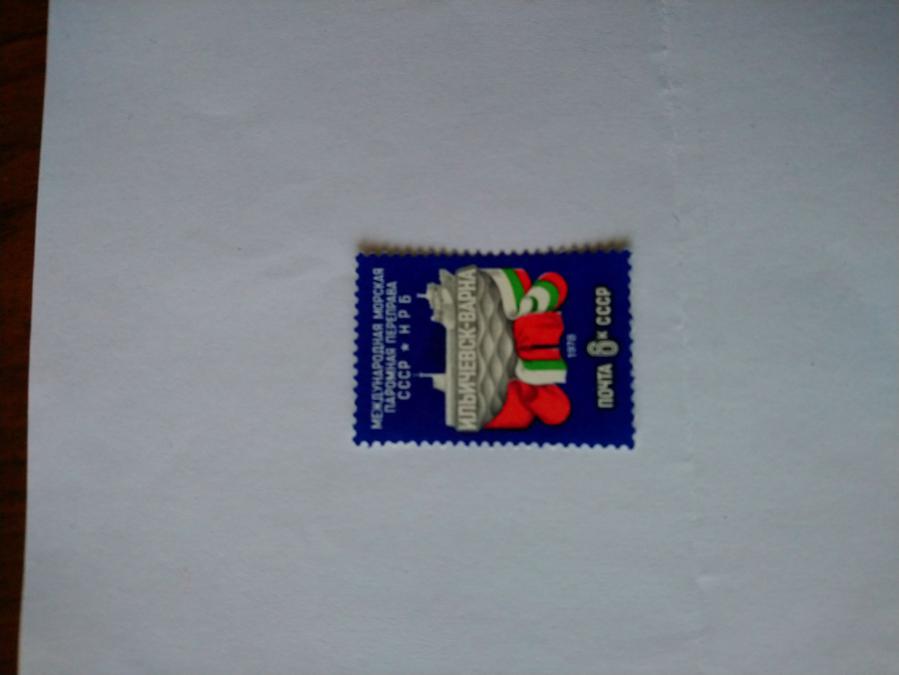 МЕЖДУНАРОДНАЯ МОРСКАЯ
ПАРОМНАЯ ПЕРЕПРАВА
СССР ★ НРБ
ИЛЬИЧЕВСК-ВАРНА
1978
ПОЧТА 6К СССР